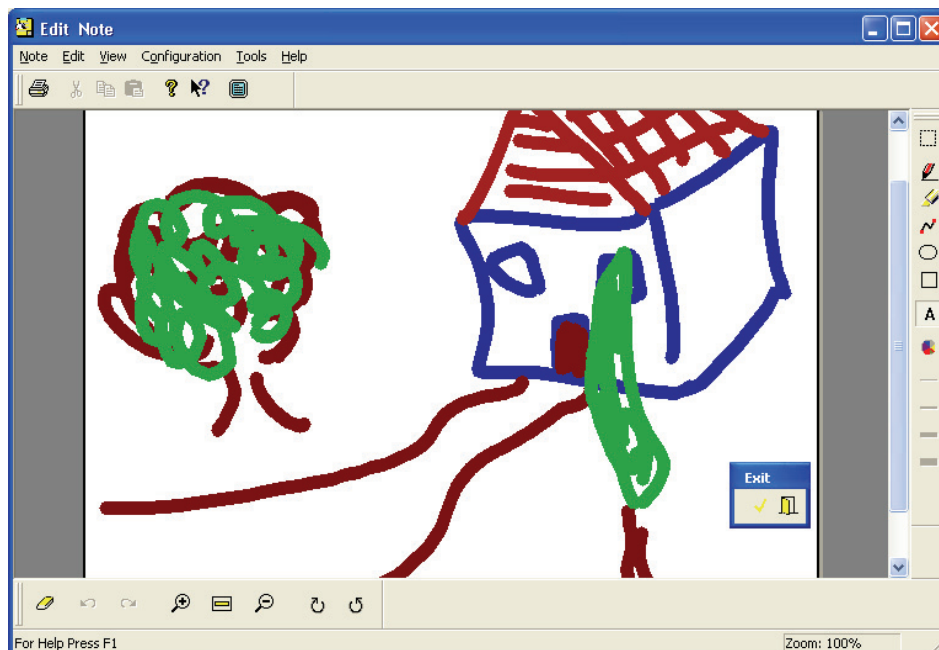 Edit Note
Note Edit View Configuration Tools Help
A
Exit
For Help Press F1
Zoom: 100%